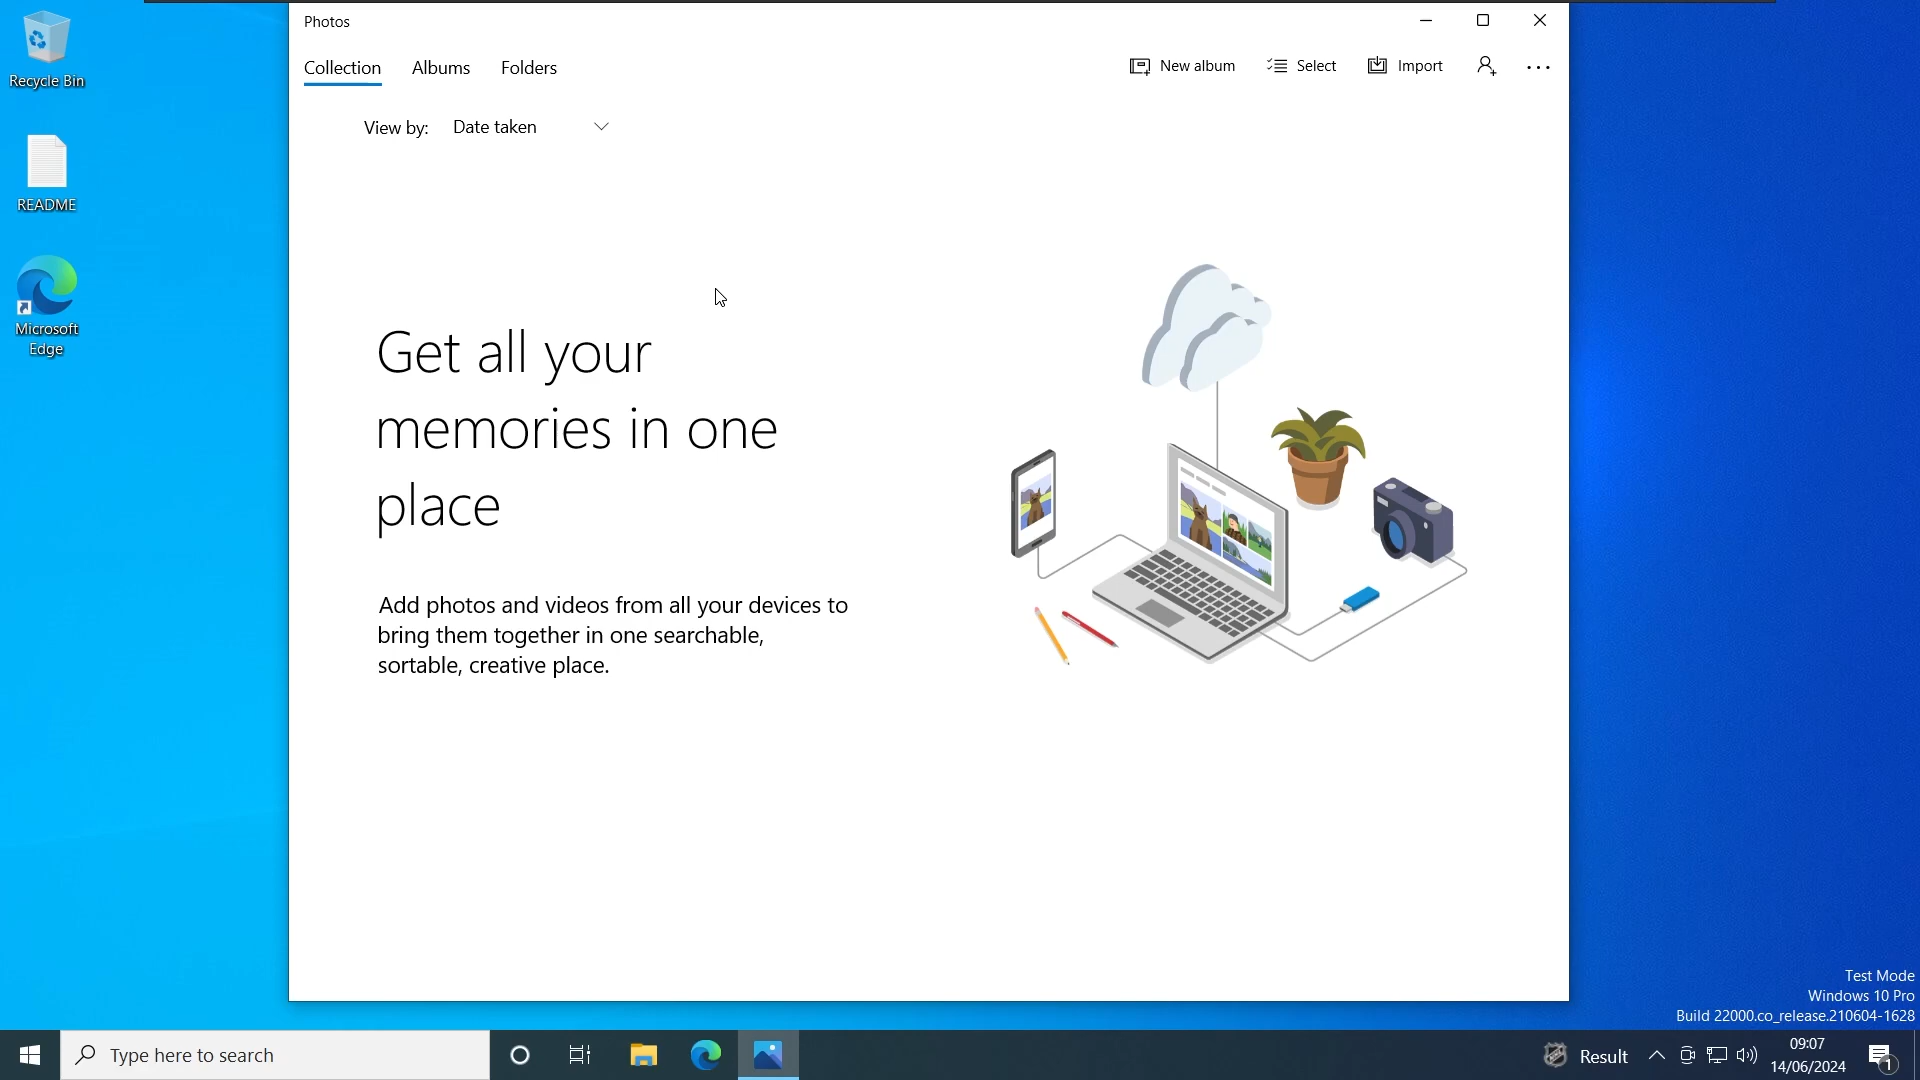 Recycle Bin
README
Microsoft
Edge
Photos
Collection
Albums
Folders
New album
Select
Import
View by:
Date taken
Get all your
memories in one
place
Add photos and videos from all your devices to
bring them together in one searchable,
sortable, creative place.
Test Mode
Windows 10 Pro
Build 22000.co_release.210604-1628
Type here to search
Result
09:07
14/06/2024
1